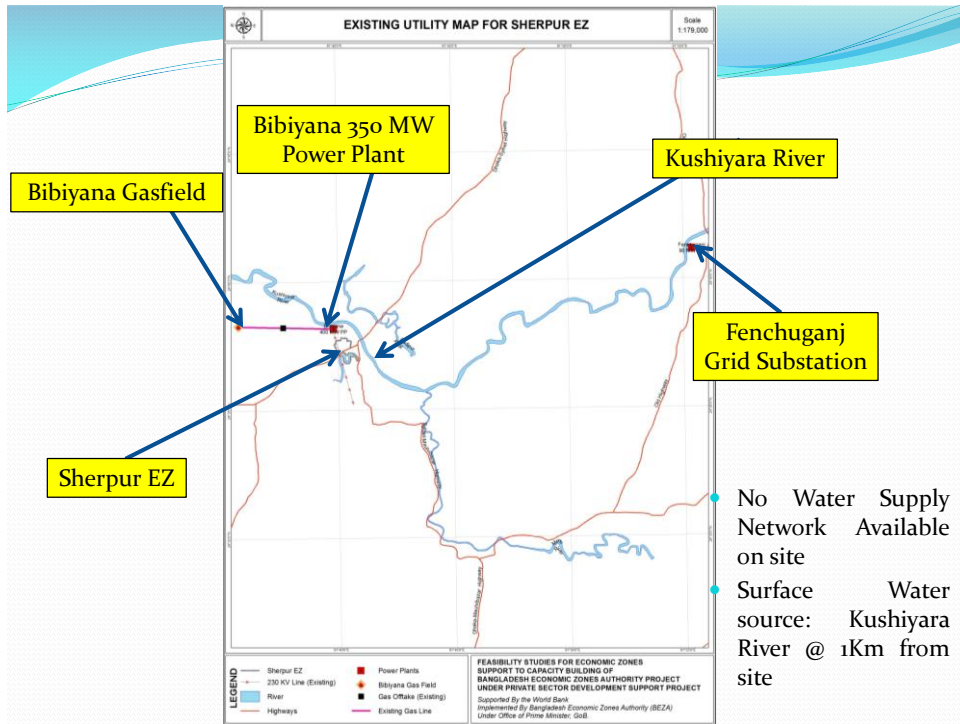 EXISTING UTILITY MAP FOR SHERPUR EZ
Scale
1:179,000
Bibiyana 350 MW
Power Plant
Kushiyara River
Bibiyana Gasfield
Fenchuganj
Grid Substation
Sherpur EZ
Kushiyara
River
Old Highway
No Water Supply
Network Available
on site
Surface Water
source: Kushiyara
River @ 1Km from
site
LEGEND
Sherpur EZ
230 KV Line (Existing)
River
Highways
Power Plants
Bibiyana Gas Field
Gas Offtake (Existing)
Existing Gas Line
FEASIBILITY STUDIES FOR ECONOMIC ZONES
SUPPORT TO CAPACITY BUILDING OF
BANGLADESH ECONOMIC ZONES AUTHORITY PROJECT
UNDER PRIVATE SECTOR DEVELOPMENT SUPPORT PROJECT
Supported By the World Bank
Implemented By Bangladesh Economic Zones Authority (BEZA)
Under Office of Prime Minister, GoB.